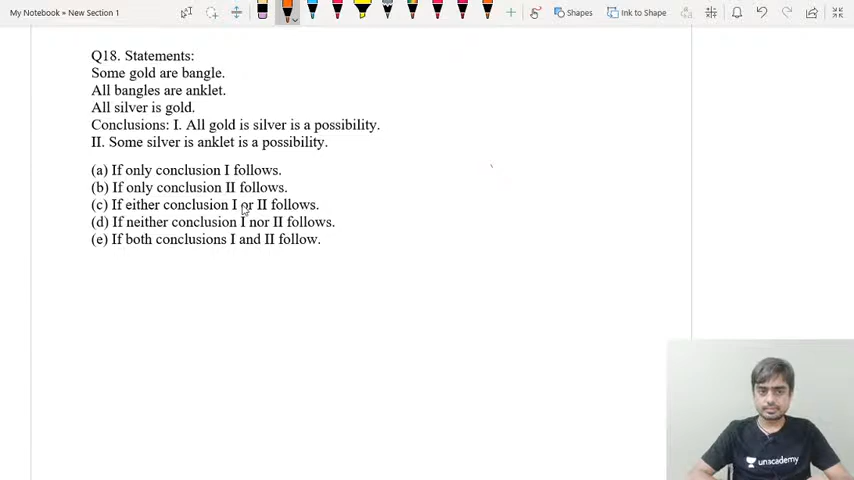 My Notebook » New Section 1
Shapes
Ink to Shape
Q18. Statements:
Some gold are bangle.
All bangles are anklet.
All silver is gold.
Conclusions: I. All gold is silver is a possibility.
II. Some silver is anklet is a possibility.
(a) If only conclusion I follows.
(b) If only conclusion II follows.
(c) If either conclusion I or II follows.
(d) If neither conclusion I nor II follows.
(e) If both conclusions I and II follow.
unacademy